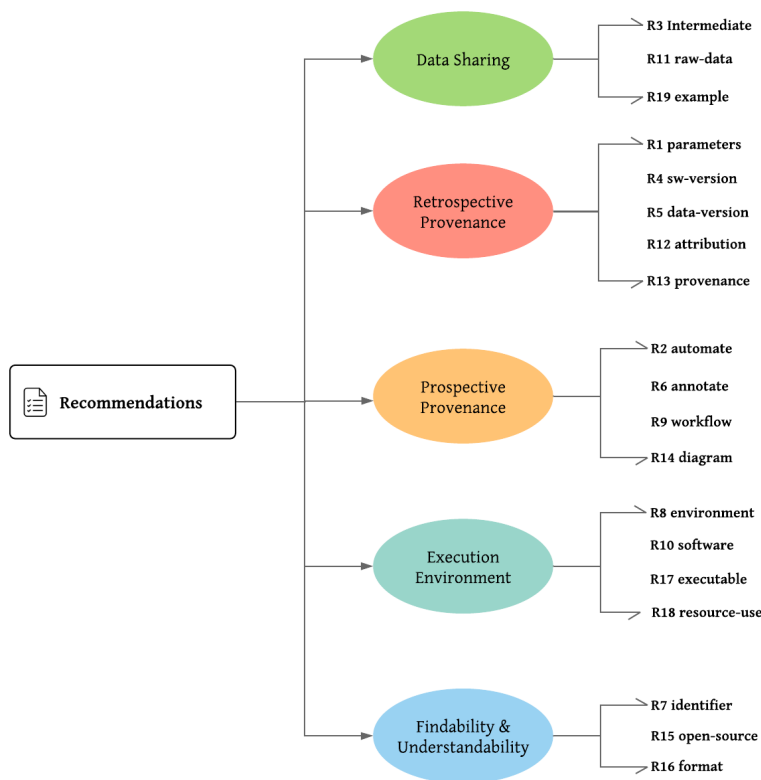 Recommendations
Data Sharing
R3 Intermediate
R11 raw-data
R19 example
Retrospective
Provenance
R1 parameters
R4 sw-version
R5 data-version
R12 attribution
R13 provenance
Prospective
Provenance
R2 automate
R6 annotate
R9 workflow
R14 diagram
Execution
Environment
R8 environment
R10 software
R17 executable
R18 resource-use
Findability &
Understandability
R7 identifier
R15 open-source
R16 format